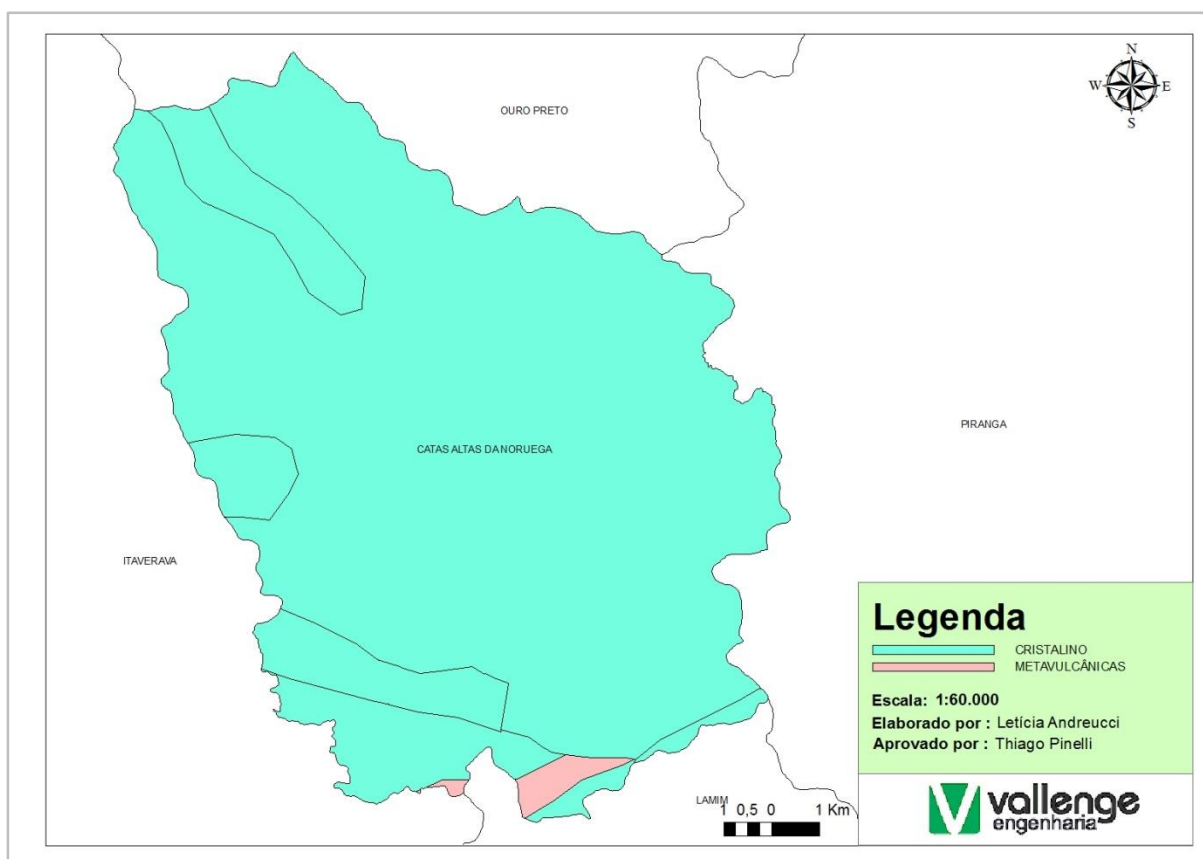 N
W E
S
OURO PRETO
PIRANGA
CATAS ALTAS DA NORUEGA
ITAVERAVA
LAMIM
1 0,5 0 1 Km
Legenda
CRISTALINO
METAVULCÂNICAS
Escala: 1:60.000
Elaborado por : Letícia Andreucci
Aprovado por : Thiago Pinelli
vallenge
engenharia